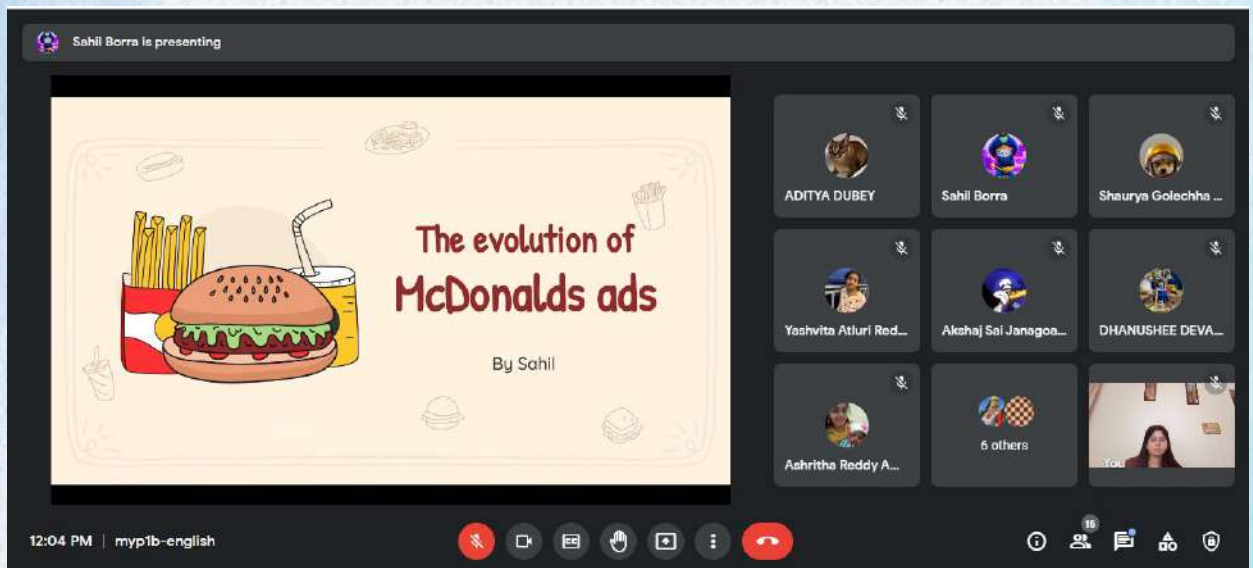 Sahil Borra is presenting
The evolution of
McDonalds ads
By Sahil
ADITYA DUBEY
Sahil Borra
Shaurya Golechha ...
Yashvita Atluri Red...
Akshaj Sai Janagoa...
DHANUSHEE DEVA...
Ashritha Reddy A...
6 others
You
12:04 PM | myp1b-english
15